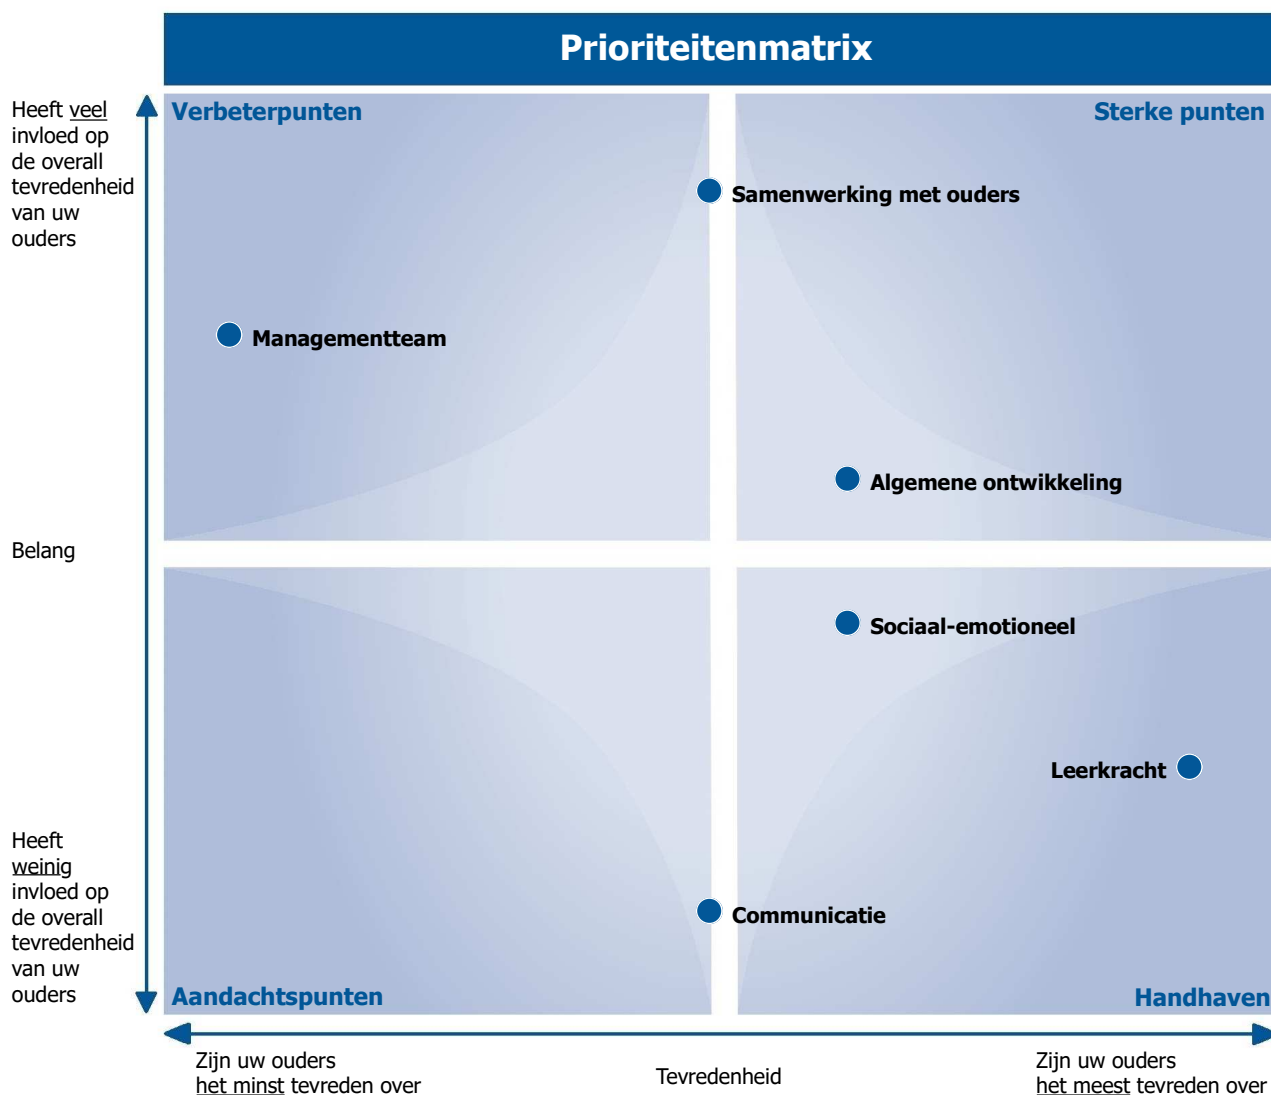 Prioriteitenmatrix
Heeft veel
invloed op
de overall
tevredenheid
van uw
ouders
Verbeterpunten
Sterke punten
Samenwerking met ouders
Managementteam
Algemene ontwikkeling
Belang
Sociaal-emotioneel
Leerkracht
Heeft
weinig
invloed op
de overall
tevredenheid
van uw
ouders
Communicatie
Aandachtspunten
Handhaven
Zijn uw ouders
het minst tevreden over
Tevredenheid
Zijn uw ouders
het meest tevreden over